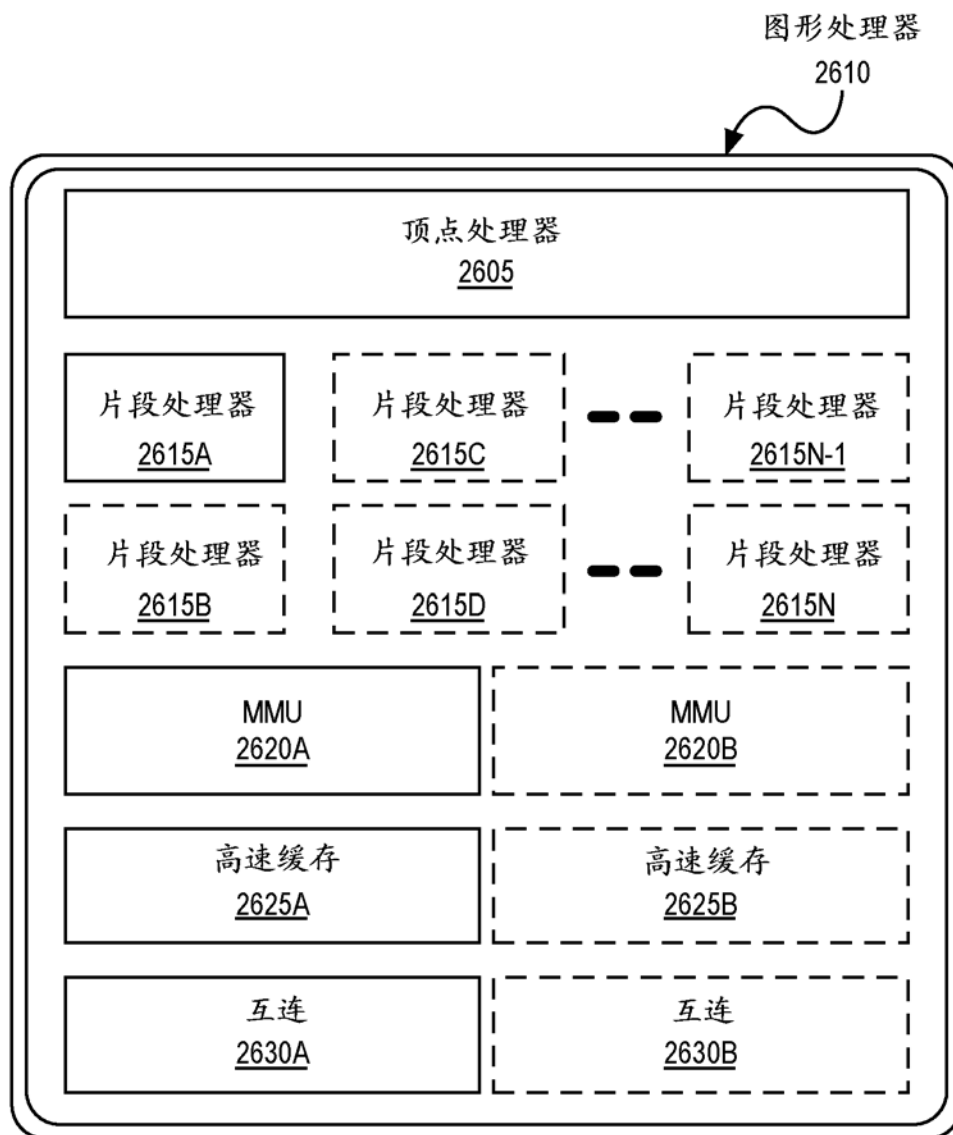 图形处理器
2610
顶点处理器
2605
片段处理器
2615A
片段处理器
2615C
片段处理器
2615N-1
片段处理器
2615B
片段处理器
2615D
片段处理器
2615N
MMU
2620A
MMU
2620B
高速缓存
2625A
高速缓存
2625B
互连
2630A
互连
2630B